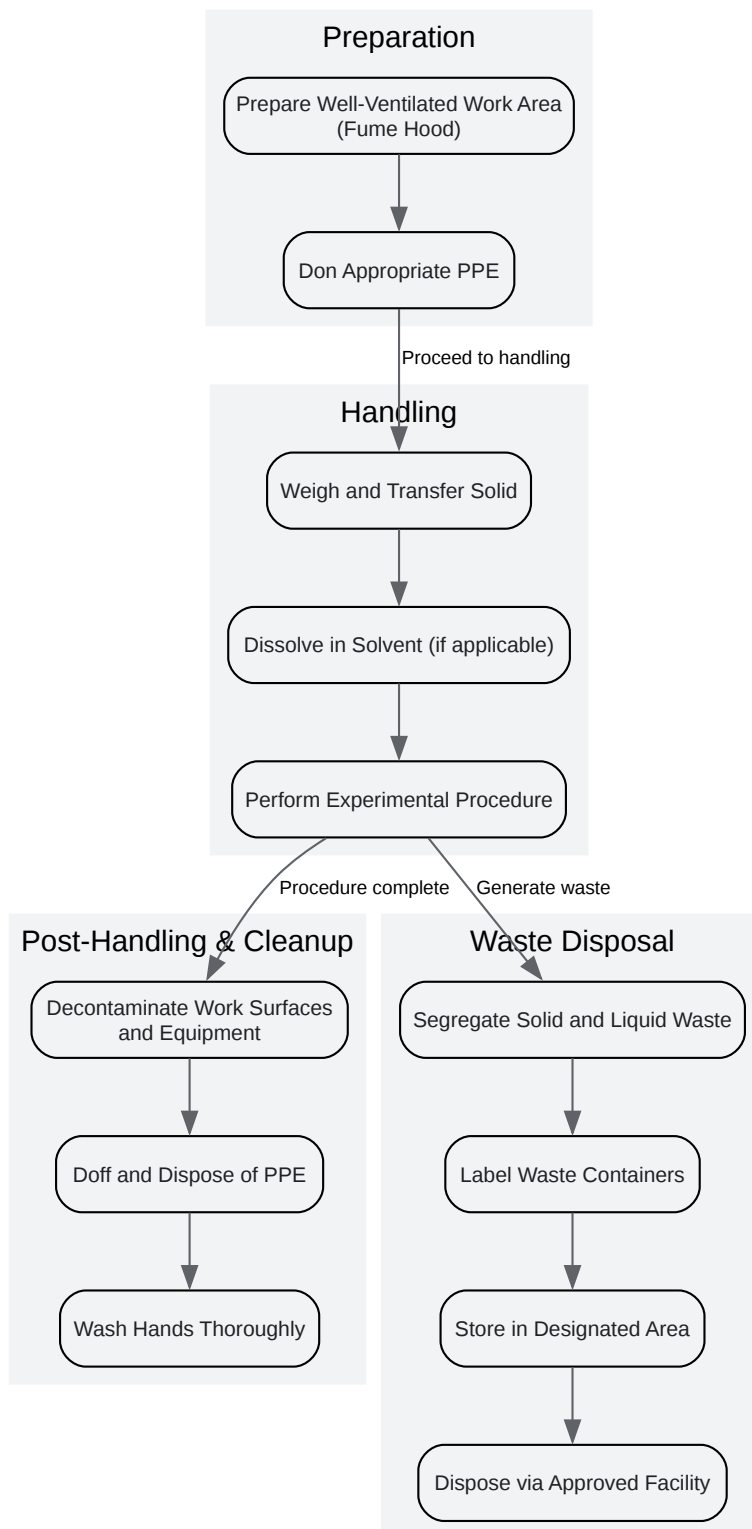 Preparation
Prepare Well-Ventilated Work Area
(Fume Hood)
Don Appropriate PPE
Proceed to handling
Handling
Weigh and Transfer Solid
Dissolve in Solvent (if applicable)
Perform Experimental Procedure
Procedure complete
Generate waste
Post-Handling & Cleanup
Decontaminate Work Surfaces
and Equipment
Doff and Dispose of PPE
Wash Hands Thoroughly
Waste Disposal
Segregate Solid and Liquid Waste
Label Waste Containers
Store in Designated Area
Dispose via Approved Facility